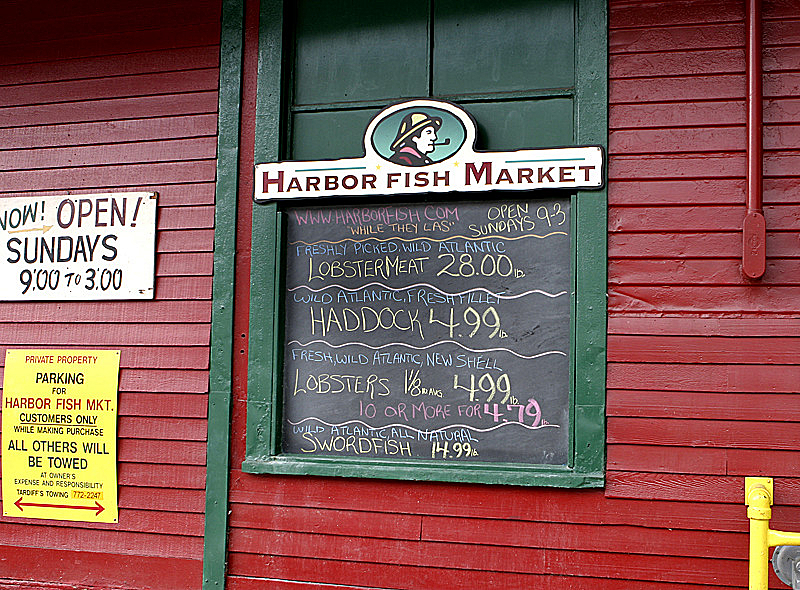 HARBOR FISH MARKET
WWW.HARBORFISH.COM
"WHILE THEY LAS"
OPEN
SUNDAYS 9-3
FRESHLY PICKED, WILD ATLANTIC
LOBSTERMEAT 28.00 lb
WILD ATLANTIC, FRESH FILLET
HADDOCK 4.99 lb
FRESH, WILD ATLANTIC, NEW SHELL
LOBSTERS 1 1/8 lb AVG 4.99 lb
10 OR MORE FOR 4.79 lb
WILD ATLANTIC, ALL NATURAL
SWORDFISH 14.99 lb
NOW! OPEN!
SUNDAYS
9:00 TO 3:00
PRIVATE PROPERTY
PARKING
FOR
HARBOR FISH MKT.
CUSTOMERS ONLY
WHILE MAKING PURCHASE
ALL OTHERS WILL
BE TOWED
AT OWNER'S
EXPENSE AND RESPONSIBILITY
TARDIFF'S TOWING 772-2247